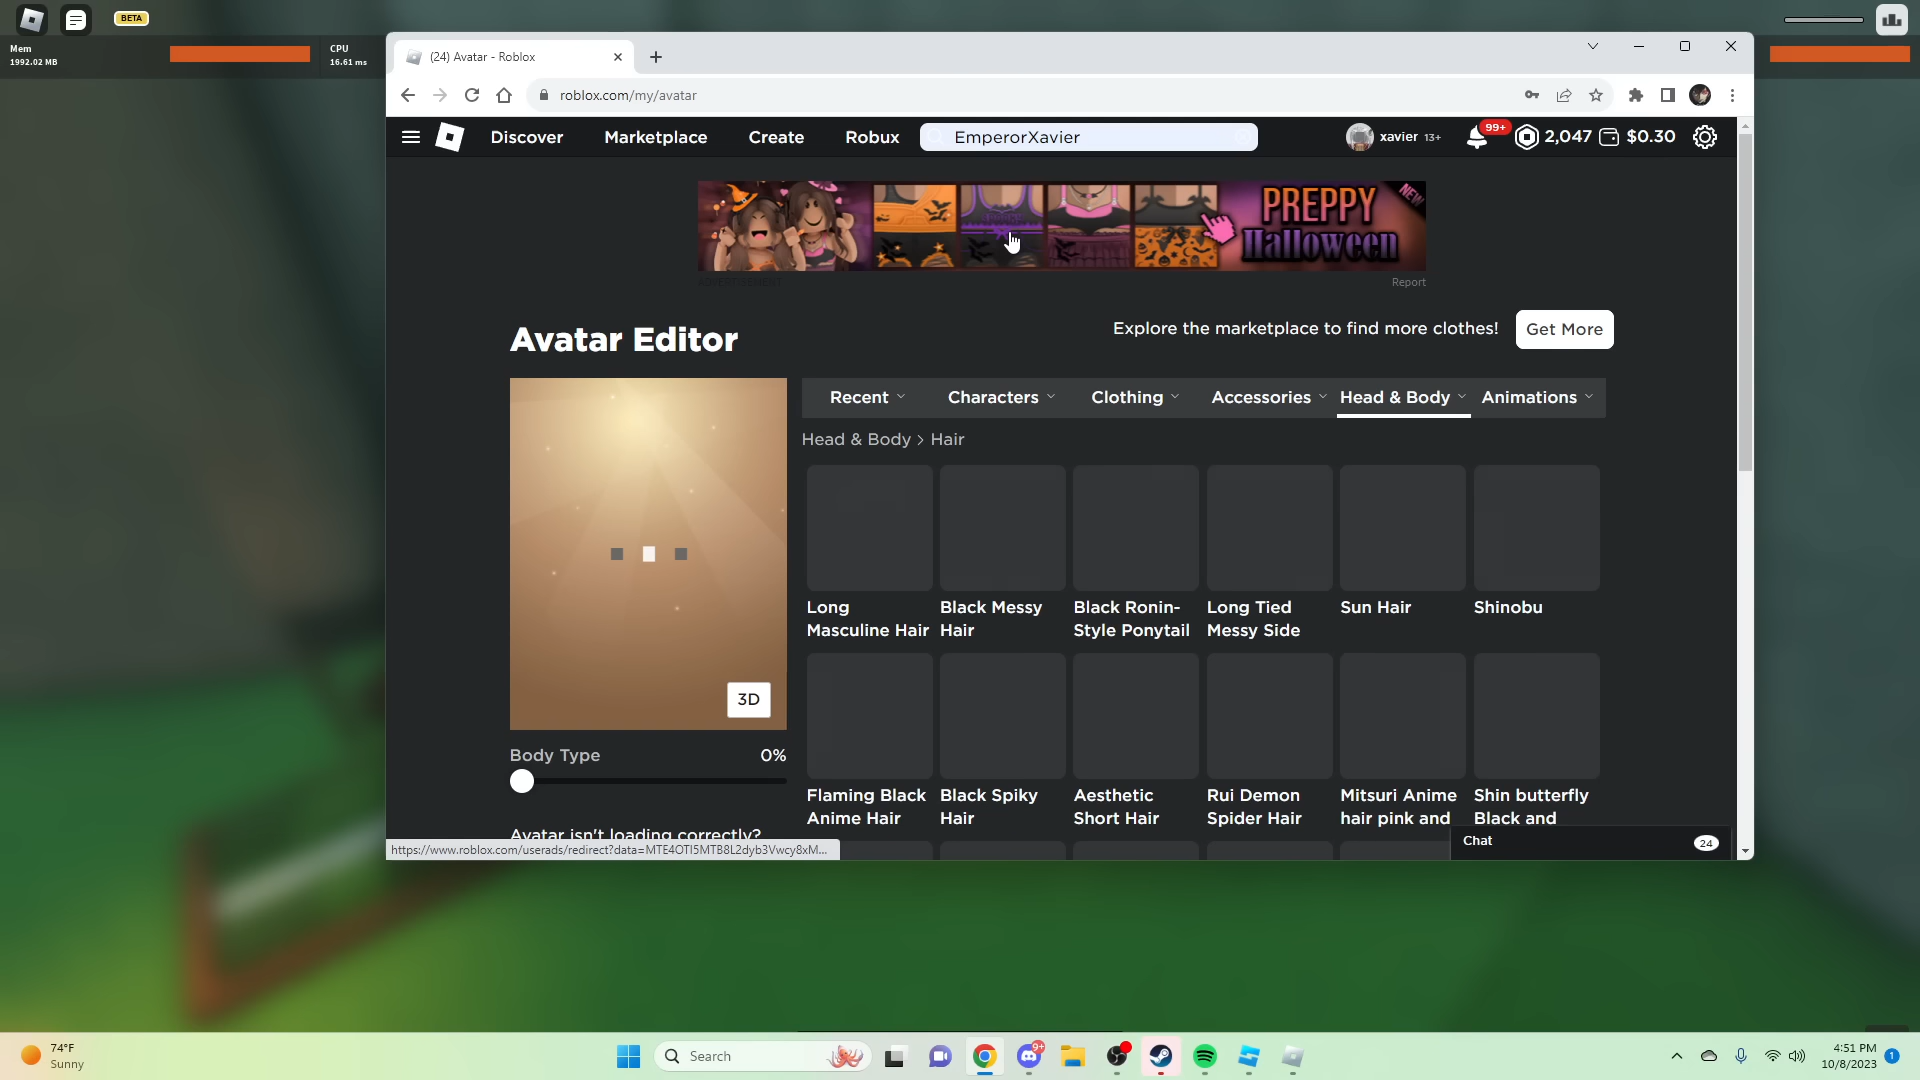 BETA
Mem
1992.02 MB
CPU
16.61 ms
(24) Avatar - Roblox
roblox.com/my/avatar
Discover
Marketplace
Create
Robux
EmperorXavier
xavier 13+
99+
2,047
$0.30
PREPPY
Halloween
NEW
ADVERTISEMENT
Report
Avatar Editor
Explore the marketplace to find more clothes!
Get More
Recent
Characters
Clothing
Accessories
Head & Body
Animations
Head & Body > Hair
3D
Long
Masculine Hair
Black Messy
Hair
Black Ronin-
Style Ponytail
Long Tied
Messy Side
Sun Hair
Shinobu
Flaming Black
Anime Hair
Black Spiky
Hair
Aesthetic
Short Hair
Rui Demon
Spider Hair
Mitsuri Anime
hair pink and
Shin butterfly
Black and
Body Type
0%
Avatar isn't loading correctly?
https://www.roblox.com/userads/redirect?data=MTE4OTI5MTB8L2dyb3Vwcy8xM...
Chat
24
74°F
Sunny
Search
9+
4:51 PM
10/8/2023
1